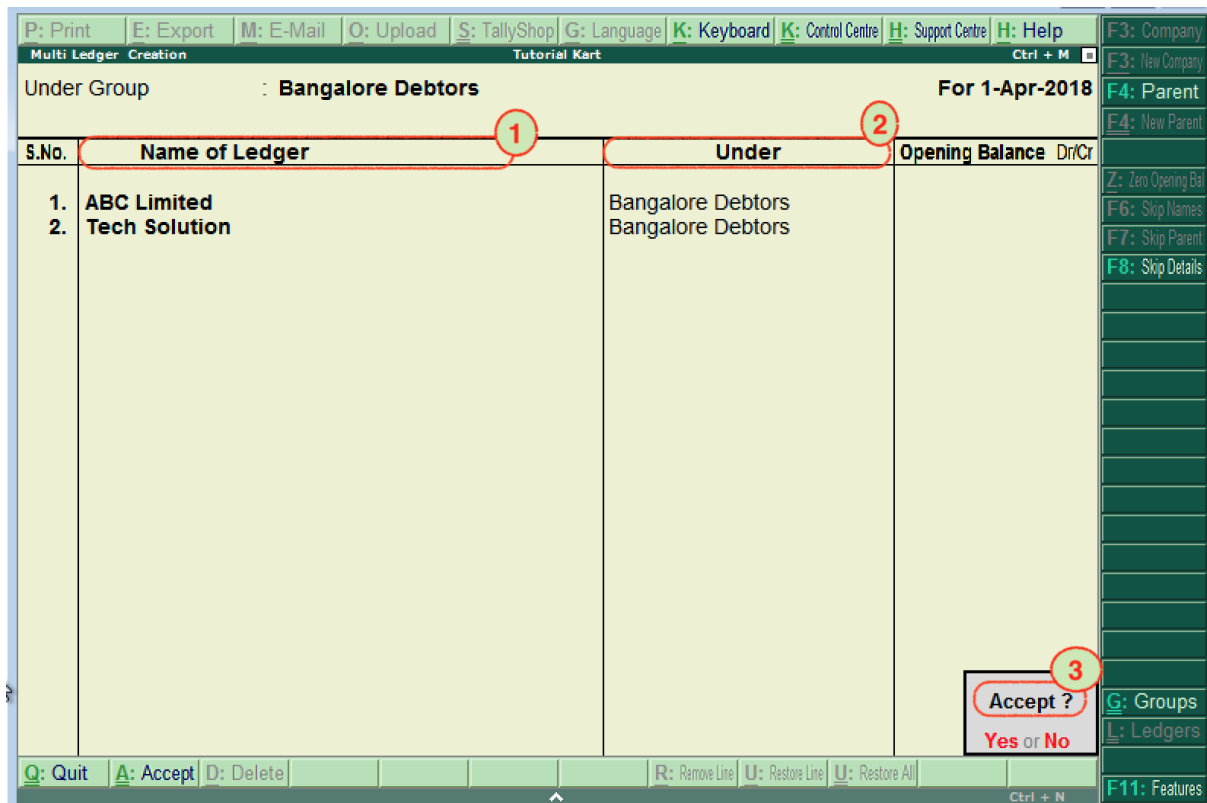 P: Print E: Export M: E-Mail O: Upload S: TallyShop G: Language K: Keyboard K: Control Centre H: Support Centre H: Help
Multi Ledger Creation Tutorial Kart Ctrl + M
Under Group : Bangalore Debtors For 1-Apr-2018
1 2
S.No. Name of Ledger Under Opening Balance Dr/Cr
1. ABC Limited Bangalore Debtors
2. Tech Solution Bangalore Debtors
3
Accept ?
Yes or No
Q: Quit A: Accept D: Delete R: Remove Line U: Restore Line U: Restore All
Ctrl + N
F3: Company
F3: New Company
F4: Parent
F4: New Parent
Z: Zero Opening Bal
F6: Skip Names
F7: Skip Parent
F8: Skip Details
G: Groups
L: Ledgers
F11: Features